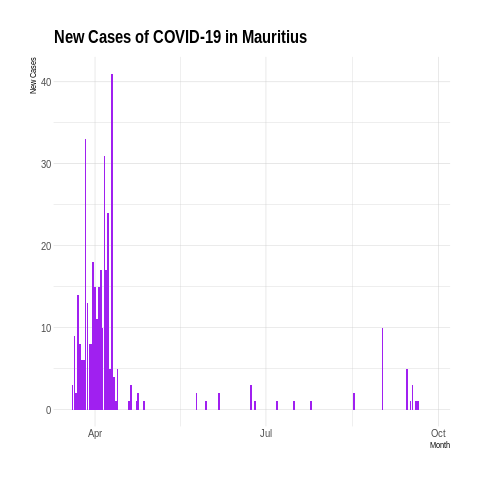 New Cases of COVID-19 in Mauritius
New Cases
40
30
20
10
0
Apr
Jul
Oct
Month